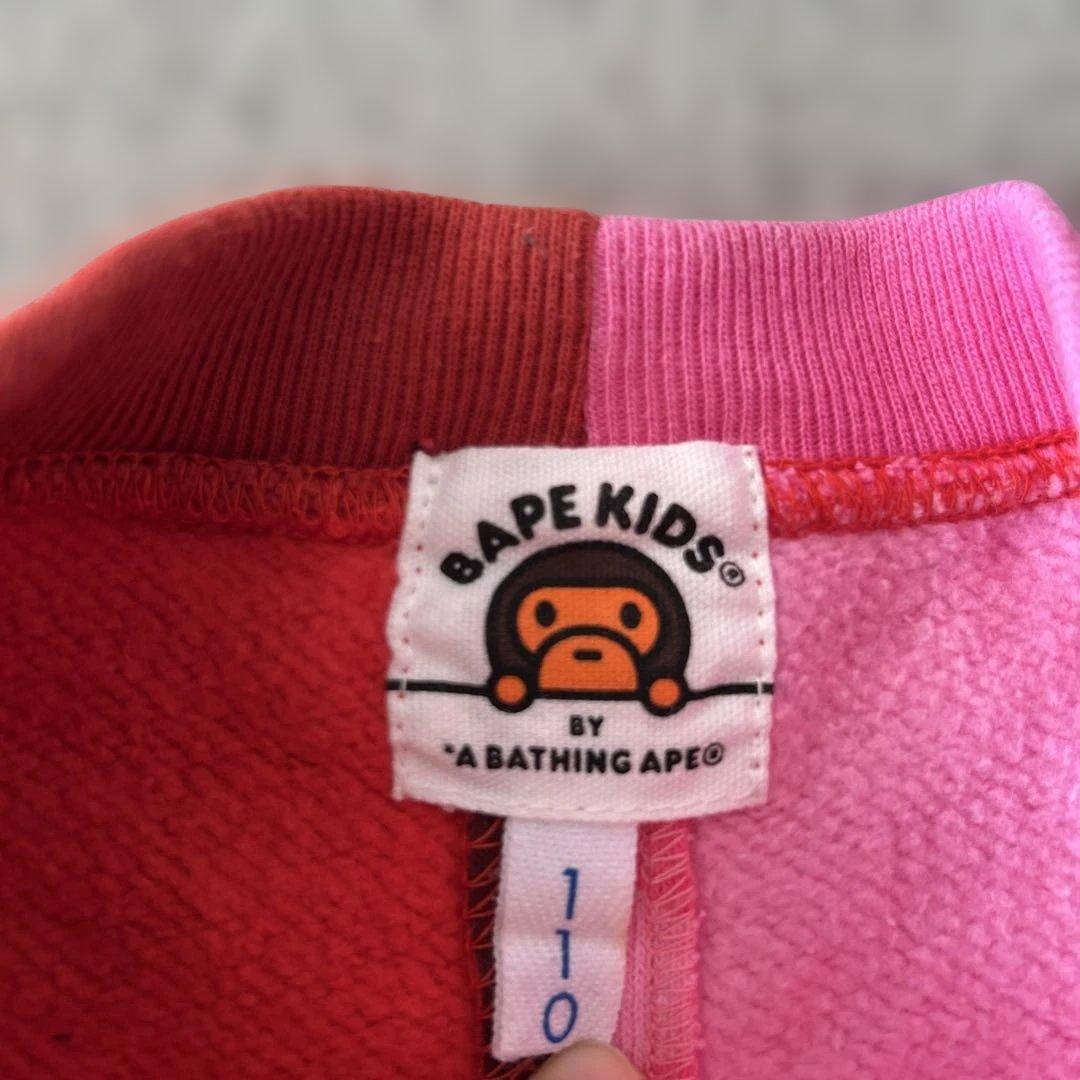 BAPE KIDS®
BY
*A BATHING APE®
110